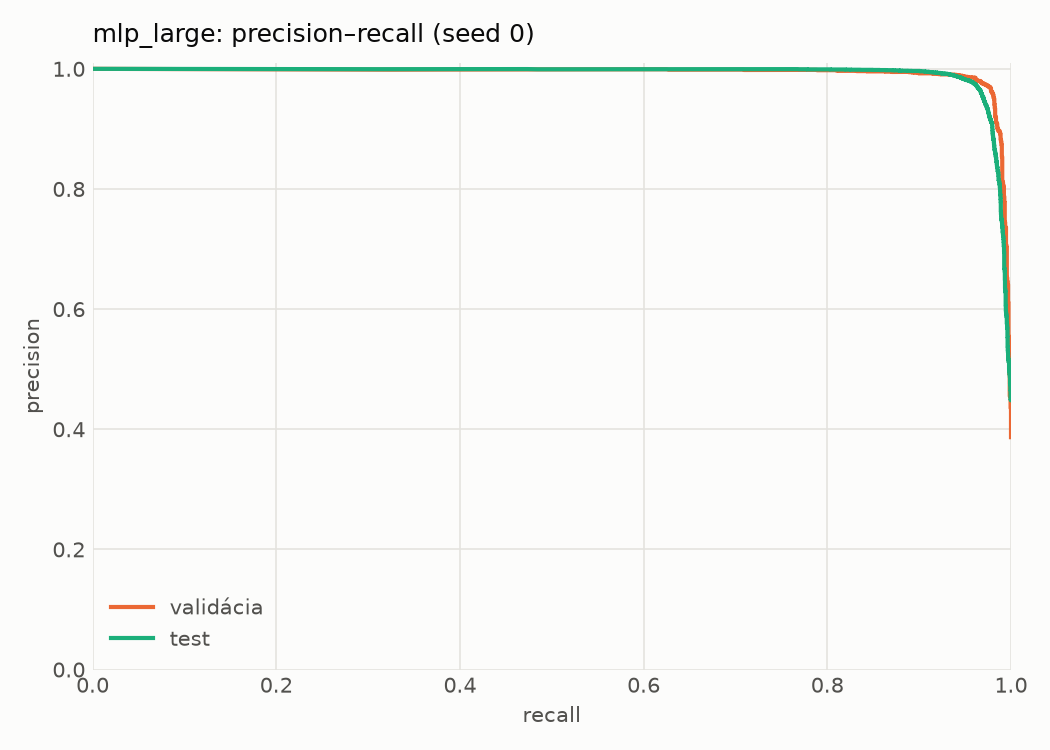 mlp_large: precision–recall (seed 0)
1.0
0.8
0.6
0.4
0.2
0.0
precision
validácia
test
0.0 0.2 0.4 0.6 0.8 1.0
recall